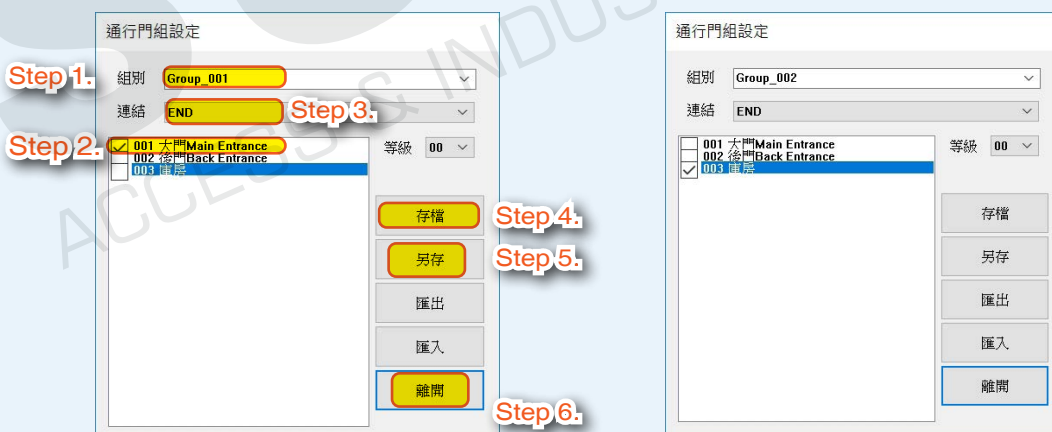 通行門組設定
Step 1.
組別 Group_001
連結 END
Step 3.
Step 2.
001 大門Main Entrance
002 後門Back Entrance
003 庫房
等級 00
存檔
Step 4.
另存
Step 5.
匯出
匯入
離開
Step 6.
通行門組設定
組別 Group_002
連結 END
001 大門Main Entrance
002 後門Back Entrance
003 庫房
等級 00
存檔
另存
匯出
匯入
離開
ACCESS & INDUS